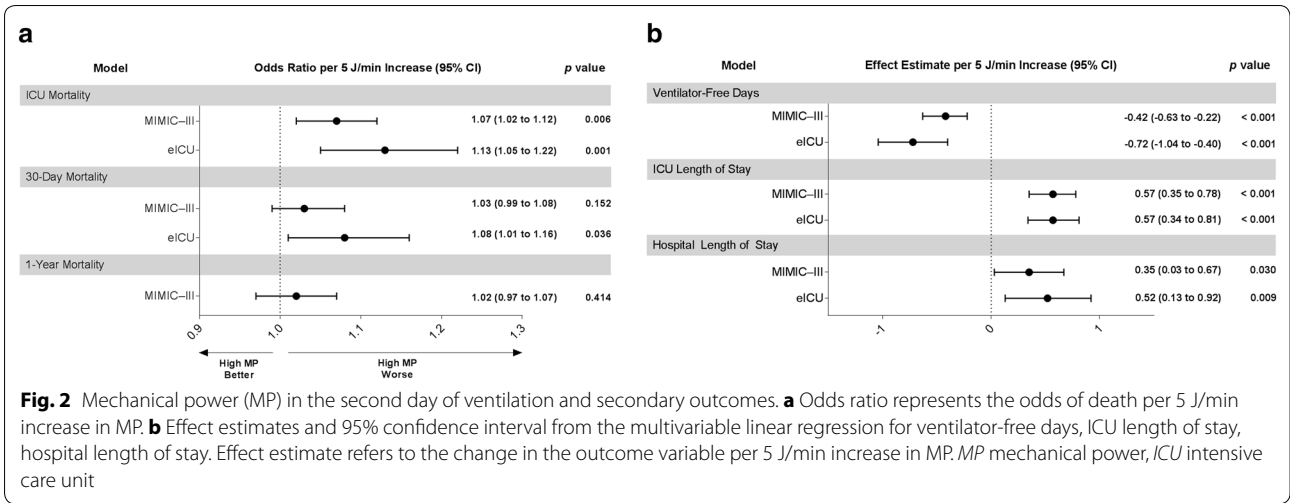 a
Model Odds Ratio per 5 J/min Increase (95% CI) p value
ICU Mortality
MIMIC–III 1.07 (1.02 to 1.12) 0.006
eICU 1.13 (1.05 to 1.22) 0.001
30-Day Mortality
MIMIC–III 1.03 (0.99 to 1.08) 0.152
eICU 1.08 (1.01 to 1.16) 0.036
1-Year Mortality
MIMIC–III 1.02 (0.97 to 1.07) 0.414
0.9 1.0 1.1 1.2 1.3
High MP High MP
Better Worse
b
Model Effect Estimate per 5 J/min Increase (95% CI) p value
Ventilator-Free Days
MIMIC–III -0.42 (-0.63 to -0.22) < 0.001
eICU -0.72 (-1.04 to -0.40) < 0.001
ICU Length of Stay
MIMIC–III 0.57 (0.35 to 0.78) < 0.001
eICU 0.57 (0.34 to 0.81) < 0.001
Hospital Length of Stay
MIMIC–III 0.35 (0.03 to 0.67) 0.030
eICU 0.52 (0.13 to 0.92) 0.009
-1 0 1
Fig. 2 Mechanical power (MP) in the second day of ventilation and secondary outcomes. a Odds ratio represents the odds of death per 5 J/min
increase in MP. b Effect estimates and 95% confidence interval from the multivariable linear regression for ventilator-free days, ICU length of stay,
hospital length of stay. Effect estimate refers to the change in the outcome variable per 5 J/min increase in MP. MP mechanical power, ICU intensive
care unit